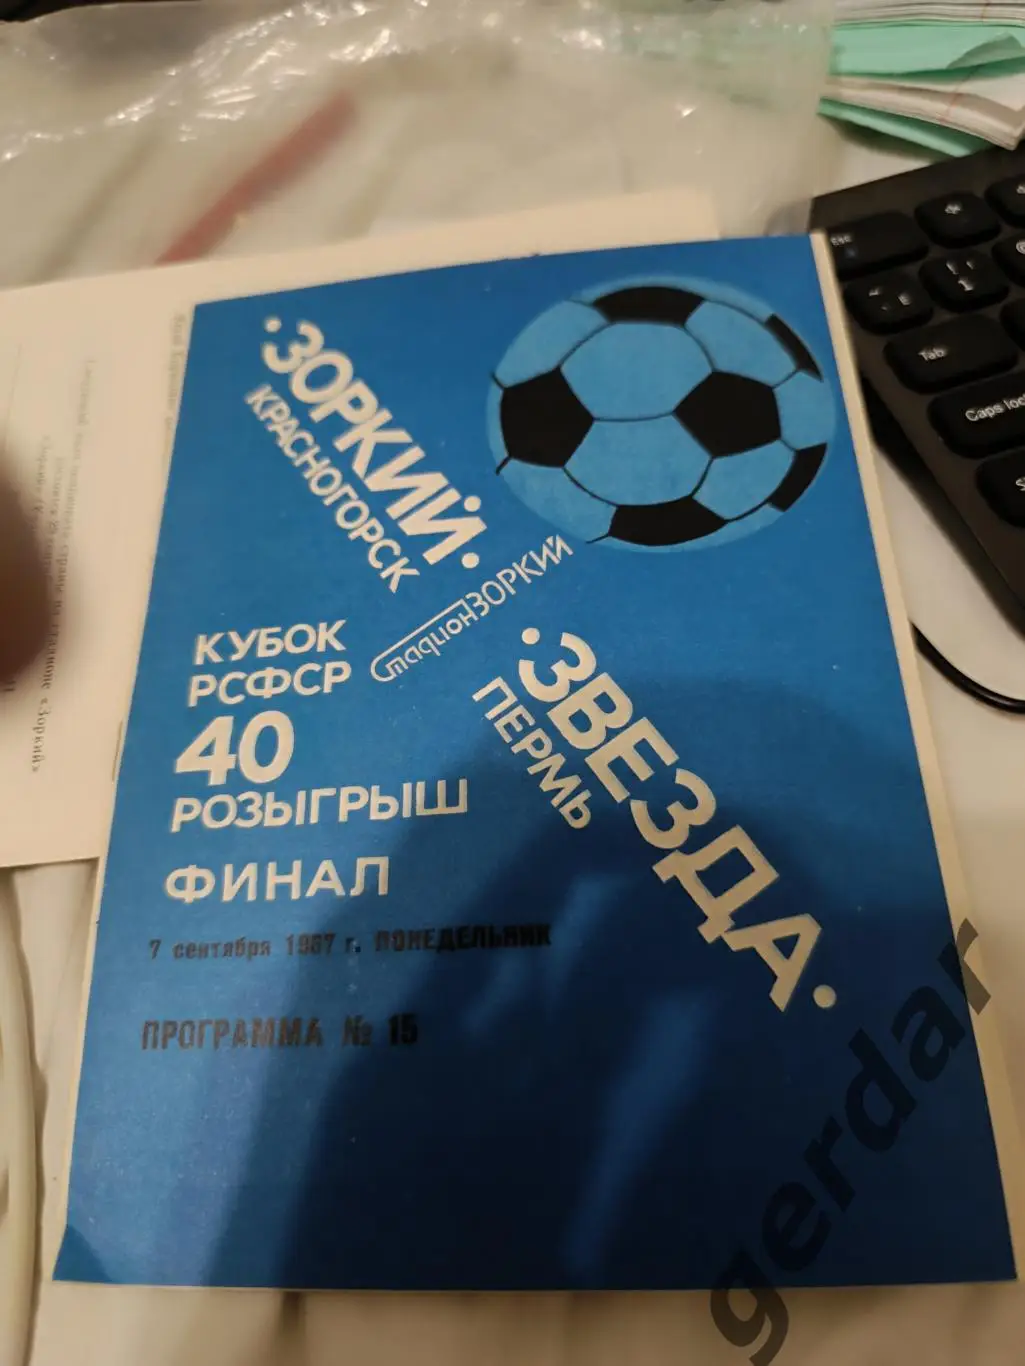 ·ЗОРКИЙ·
КРАСНОГОРСК
стадион ЗОРКИЙ
·ЗВЕЗДА·
ПЕРМЬ
КУБОК
РСФСР
40
РОЗЫГРЫШ
ФИНАЛ
7 сентября 1987 г. ПОНЕДЕЛЬНИК
ПРОГРАММА № 15
Esc
Tab
Caps loc
gerdar